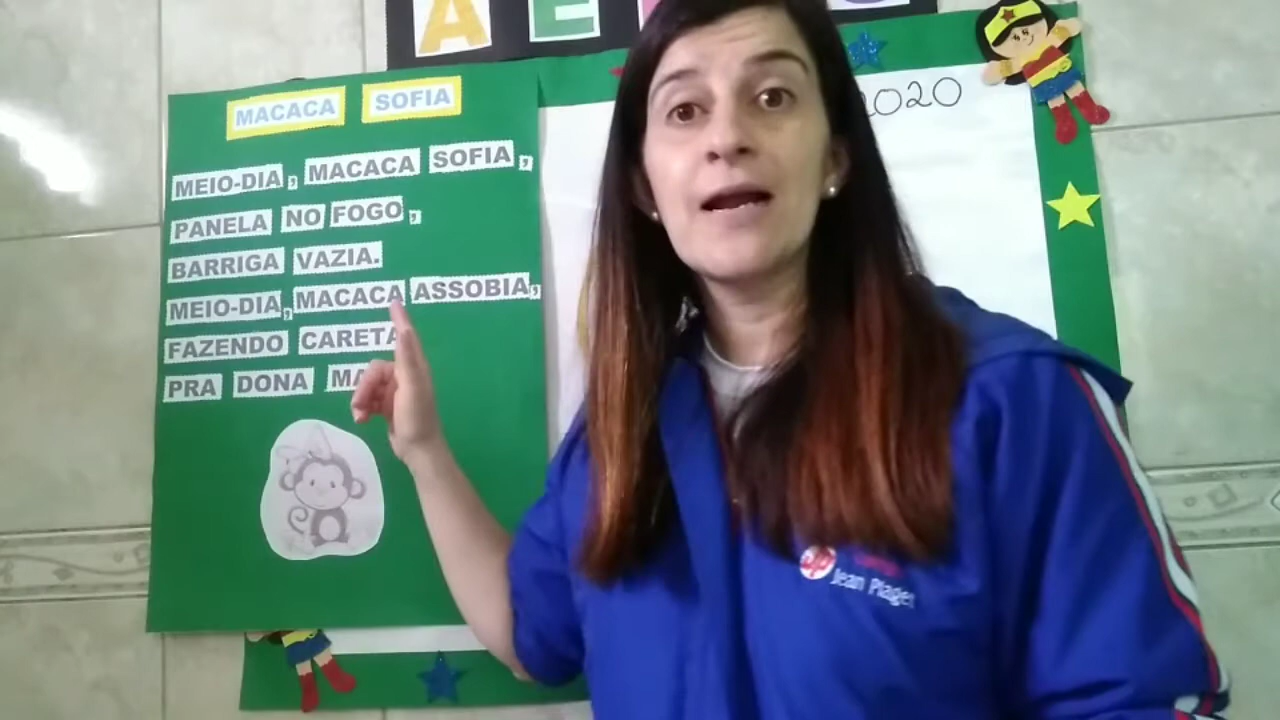 A E
2020
MACACA SOFIA
MEIO-DIA, MACACA SOFIA,
PANELA NO FOGO,
BARRIGA VAZIA.
MEIO-DIA, MACACA ASSOBIA,
FAZENDO CARETA
PRA DONA
Jean Piaget